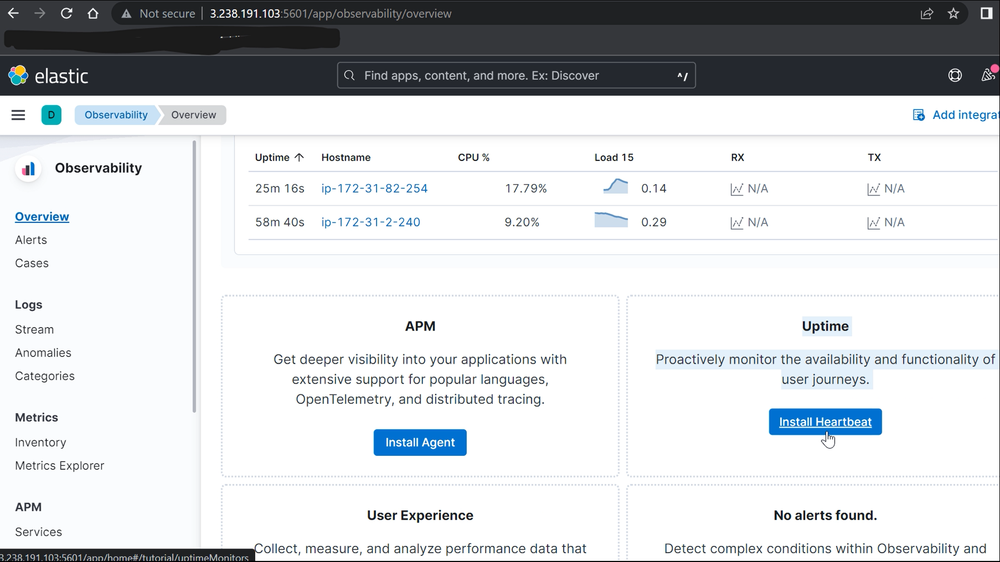 Not secure | 3.238.191.103:5601/app/observability/overview
elastic
Find apps, content, and more. Ex: Discover
^/
D
Observability
Overview
Add integrat
Observability
Overview
Alerts
Cases
Logs
Stream
Anomalies
Categories
Metrics
Inventory
Metrics Explorer
APM
Services
Uptime ↑ Hostname CPU % Load 15 RX TX
25m 16s ip-172-31-82-254 17.79% 0.14 N/A N/A
58m 40s ip-172-31-2-240 9.20% 0.29 N/A N/A
APM
Get deeper visibility into your applications with
extensive support for popular languages,
OpenTelemetry, and distributed tracing.
Install Agent
Uptime
Proactively monitor the availability and functionality of
user journeys.
Install Heartbeat
User Experience
Collect, measure, and analyze performance data that
No alerts found.
Detect complex conditions within Observability and
3.238.191.103:5601/app/home#/tutorial/uptimeMonitors